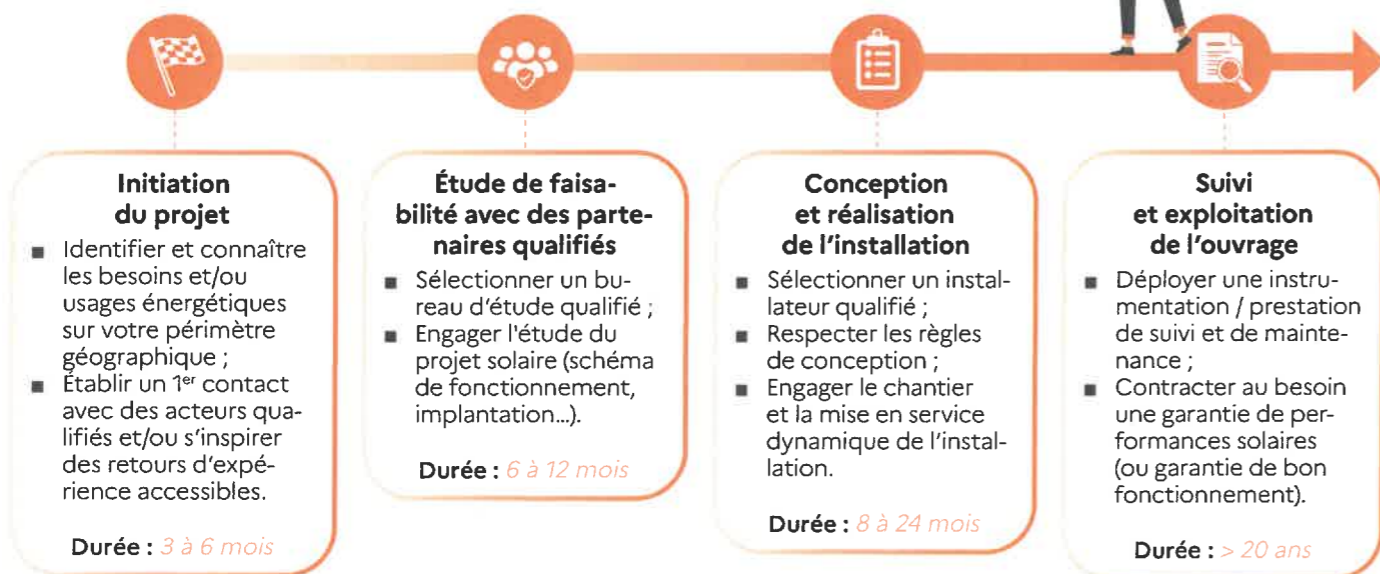 Initiation
du projet
■ Identifier et connaître
les besoins et/ou
usages énergétiques
sur votre périmètre
géographique ;
■ Établir un 1er contact
avec des acteurs qua-
lifiés et/ou s'inspirer
des retours d'expé-
rience accessibles.
Durée : 3 à 6 mois
Étude de faisa-
bilité avec des parte-
naires qualifiés
■ Sélectionner un bu-
reau d'étude qualifié ;
■ Engager l'étude du
projet solaire (schéma
de fonctionnement,
implantation...).
Durée : 6 à 12 mois
Conception
et réalisation
de l'installation
■ Sélectionner un instal-
lateur qualifié ;
■ Respecter les règles
de conception ;
■ Engager le chantier
et la mise en service
dynamique de l'instal-
lation.
Durée : 8 à 24 mois
Suivi
et exploitation
de l'ouvrage
■ Déployer une instru-
mentation / prestation
de suivi et de mainte-
nance ;
■ Contracter au besoin
une garantie de per-
formances solaires
(ou garantie de bon
fonctionnement).
Durée : > 20 ans